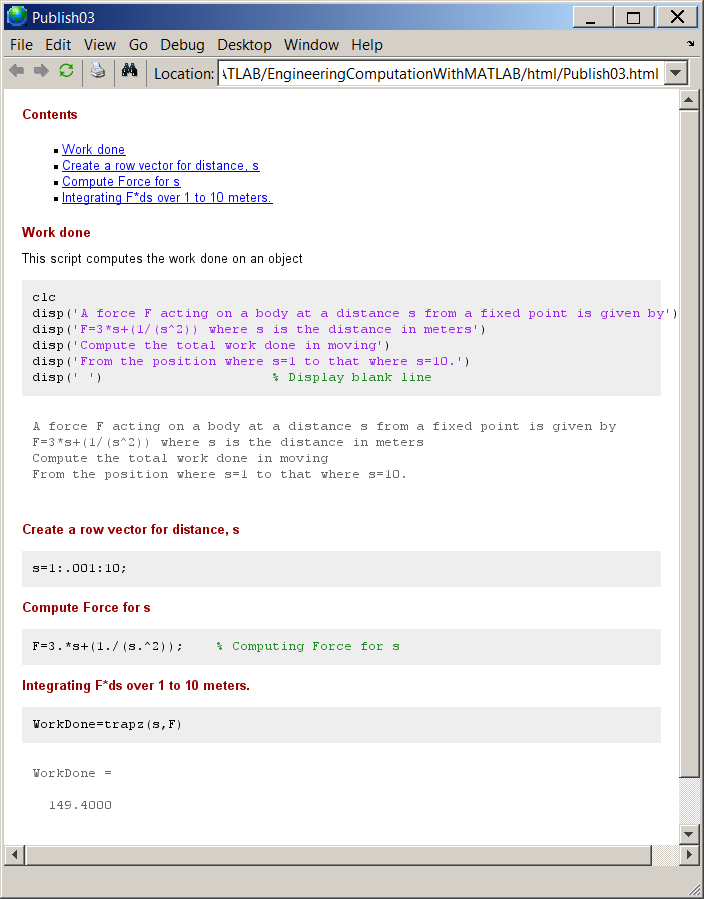 Publish03
File Edit View Go Debug Desktop Window Help
Location: ATLAB/EngineeringComputationWithMATLAB/html/Publish03.html
Contents
Work done
Create a row vector for distance, s
Compute Force for s
Integrating F*ds over 1 to 10 meters.
Work done
This script computes the work done on an object
clc
disp('A force F acting on a body at a distance s from a fixed point is given by')
disp('F=3*s+(1/(s^2)) where s is the distance in meters')
disp('Compute the total work done in moving')
disp('From the position where s=1 to that where s=10.')
disp(' ') % Display blank line
A force F acting on a body at a distance s from a fixed point is given by
F=3*s+(1/(s^2)) where s is the distance in meters
Compute the total work done in moving
From the position where s=1 to that where s=10.
Create a row vector for distance, s
s=1:.001:10;
Compute Force for s
F=3.*s+(1./(s.^2)); % Computing Force for s
Integrating F*ds over 1 to 10 meters.
WorkDone=trapz(s,F)
WorkDone =
149.4000